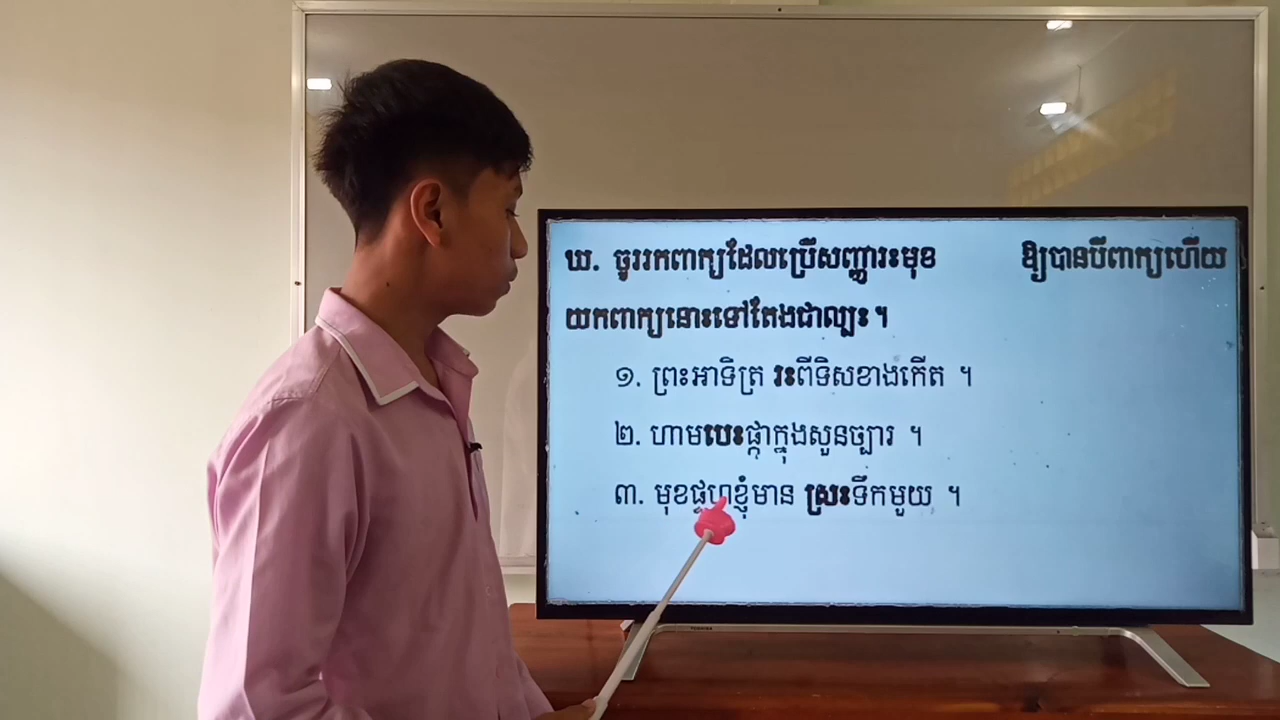 ឃ. ចូររកពាក្យដែលប្រើសញ្ញារះមុខ ឱ្យបានបីពាក្យហើយ
យកពាក្យនោះទៅតែងជាល្បះ។
១. ព្រះអាទិត្រ រះពីទិសខាងកើត ។
២. ហាមបេះផ្កាក្នុងសួនច្បារ ។
៣. មុខផ្ទះខ្ញុំមាន ស្រះទឹកមួយ ។
TOSHIBA